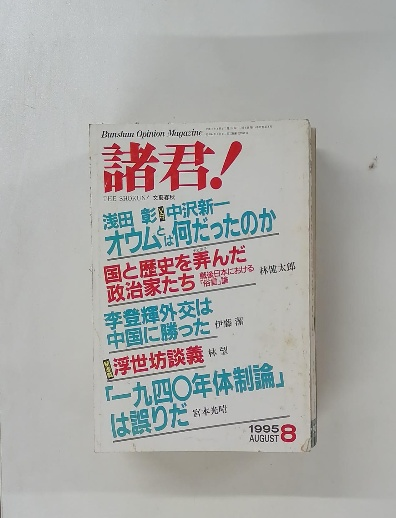 Bunshun Opinion Magazine
諸君!
THE SHOKUN! 文藝春秋
浅田 彰 中沢新一
オウムとは何だったのか
国と歴史を弄んだ
政治家たち 戦後日本における「俗論」論 林健太郎
李登輝外交は
中国に勝った 伊藤 潔
浮世坊談義 林 望
「一九四〇年体制論」
は誤りだ 宮本光晴
1995
AUGUST 8